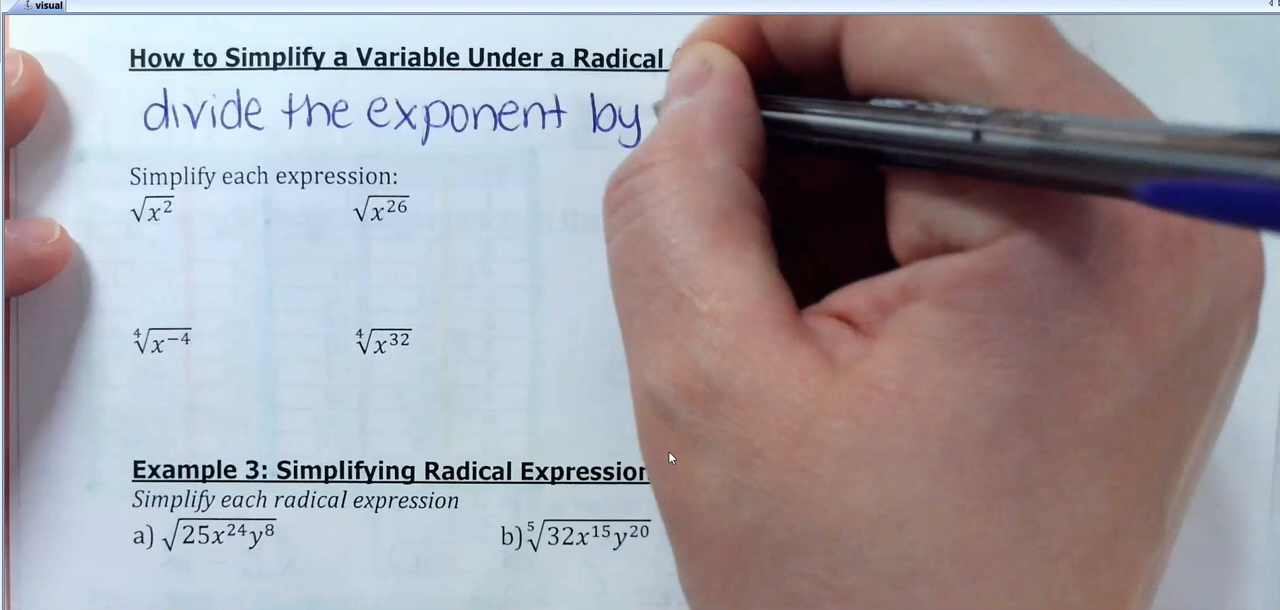 visual
How to Simplify a Variable Under a Radical
divide the exponent by
Simplify each expression:
√x² √x²⁶
⁴√x⁻⁴ ⁴√x³²
Example 3: Simplifying Radical Expression
Simplify each radical expression
a) √25x²⁴y⁸ b) ⁵√32x¹⁵y²⁰